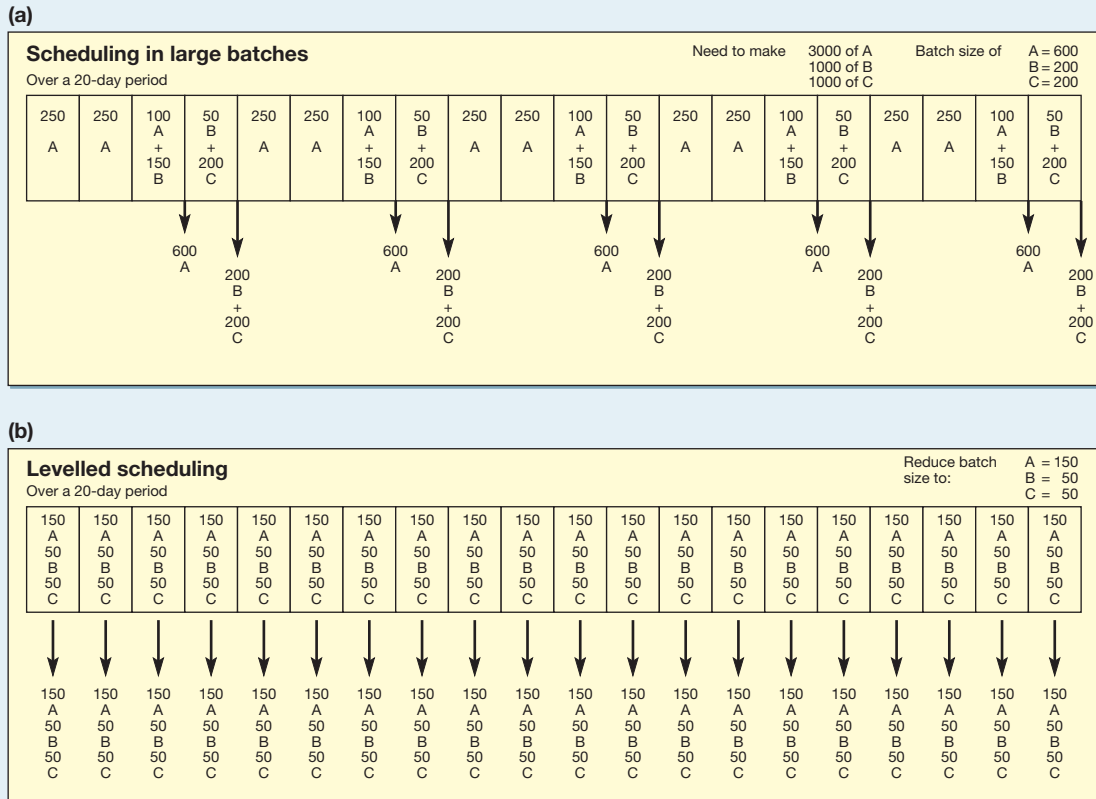 (a)
Scheduling in large batches
Over a 20-day period
Need to make 3000 of A
1000 of B
1000 of C
Batch size of A = 600
B = 200
C = 200
250 250 100 50 250 250 100 50 250 250 100 50 250 250 100 50 250 250 100 50
A B A B A B A B A B
A A + + A A + + A A + + A A + + A A + +
150 200 150 200 150 200 150 200 150 200
B C B C B C B C B C
600 600 600 600 600
A A A A A
200 200 200 200 200
B B B B B
+ + + + +
200 200 200 200 200
C C C C C
(b)
Levelled scheduling
Over a 20-day period
Reduce batch A = 150
size to: B = 50
C = 50
150 150 150 150 150 150 150 150 150 150 150 150 150 150 150 150 150 150 150 150
A A A A A A A A A A A A A A A A A A A A
50 50 50 50 50 50 50 50 50 50 50 50 50 50 50 50 50 50 50 50
B B B B B B B B B B B B B B B B B B B B
50 50 50 50 50 50 50 50 50 50 50 50 50 50 50 50 50 50 50 50
C C C C C C C C C C C C C C C C C C C C
150 150 150 150 150 150 150 150 150 150 150 150 150 150 150 150 150 150 150 150
A A A A A A A A A A A A A A A A A A A A
50 50 50 50 50 50 50 50 50 50 50 50 50 50 50 50 50 50 50 50
B B B B B B B B B B B B B B B B B B B B
50 50 50 50 50 50 50 50 50 50 50 50 50 50 50 50 50 50 50 50
C C C C C C C C C C C C C C C C C C C C